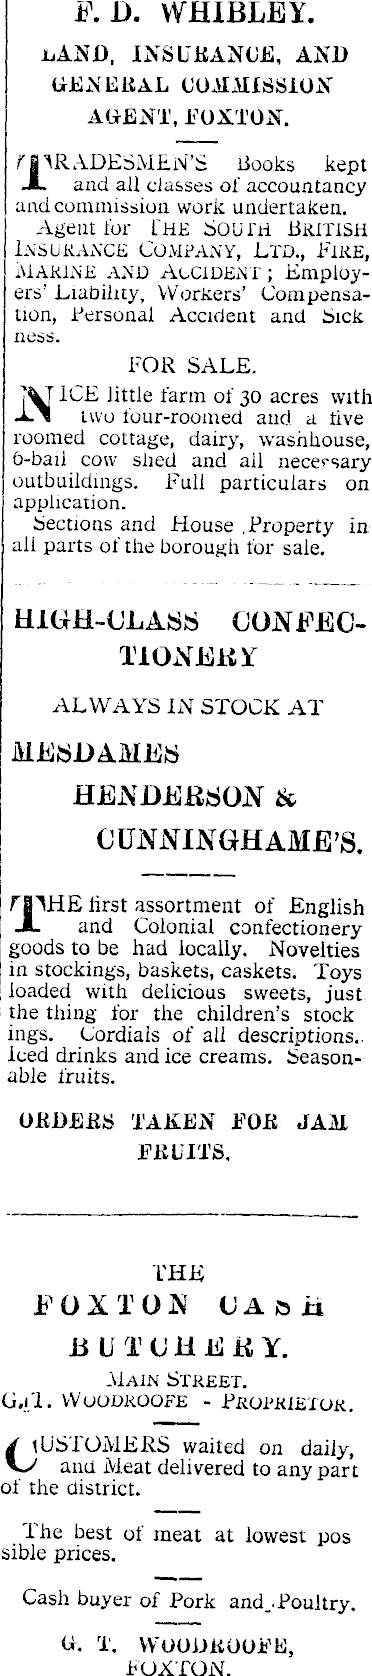 F. D. WHIBLEY.
LAND, INSURANCE, AND
GENERAL COMMISSION
AGENT, FOXTON.
TRADESMEN'S Books kept
and all classes of accountancy
and commission work undertaken.
Agent for THE SOUTH BRITISH
INSURANCE COMPANY, LTD., FIRE,
MARINE AND ACCIDENT; Employ-
ers' Liability, Workers' Compensa-
tion, Personal Accident and Sick
ness.
FOR SALE.
NICE little farm of 30 acres with
two four-roomed and a five
roomed cottage, dairy, washhouse,
6-bail cow shed and all necessary
outbuildings. Full particulars on
application.
Sections and House Property in
all parts of the borough for sale.
HIGH-CLASS CONFEC-
TIONERY
ALWAYS IN STOCK AT
MESDAMES
HENDERSON &
CUNNINGHAME'S.
THE first assortment of English
and Colonial confectionery
goods to be had locally. Novelties
in stockings, baskets, caskets. Toys
loaded with delicious sweets, just
the thing for the children's stock
ings. Cordials of all descriptions.
Iced drinks and ice creams. Season-
able fruits.
ORDERS TAKEN FOR JAM
FRUITS.
THE
FOXTON CASH
BUTCHERY.
MAIN STREET.
G. T. WOODROOFE - PROPRIETOR.
CUSTOMERS waited on daily,
and Meat delivered to any part
of the district.
The best of meat at lowest pos
sible prices.
Cash buyer of Pork and Poultry.
G. T. WOODROOFE,
FOXTON.